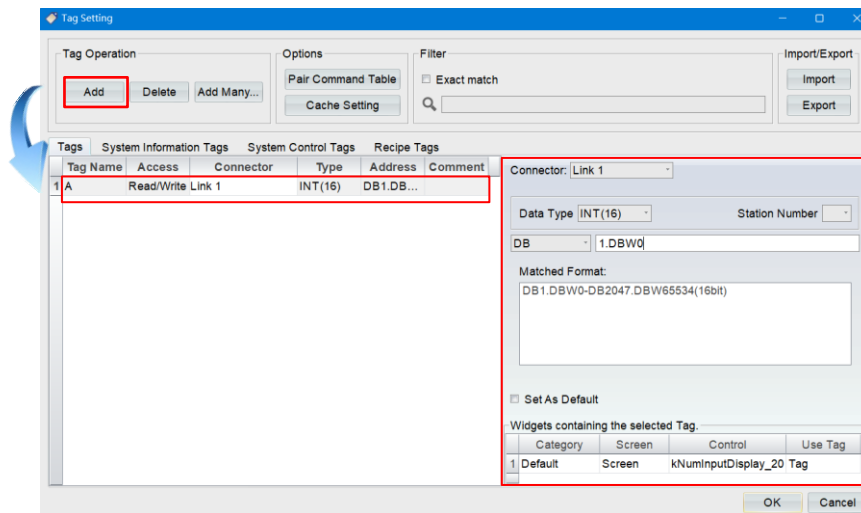 Tag Setting
Tag Operation
Add
Delete
Add Many...
Options
Pair Command Table
Cache Setting
Filter
Exact match
Import/Export
Import
Export
Tags
System Information Tags
System Control Tags
Recipe Tags
Tag Name Access Connector Type Address Comment
1 A Read/Write Link 1 INT(16) DB1.DB...
Connector: Link 1
Data Type INT(16) Station Number
DB 1.DBW0
Matched Format:
DB1.DBW0-DB2047.DBW65534(16bit)
Set As Default
Widgets containing the selected Tag.
Category Screen Control Use Tag
1 Default Screen kNumInputDisplay_20 Tag
OK
Cancel